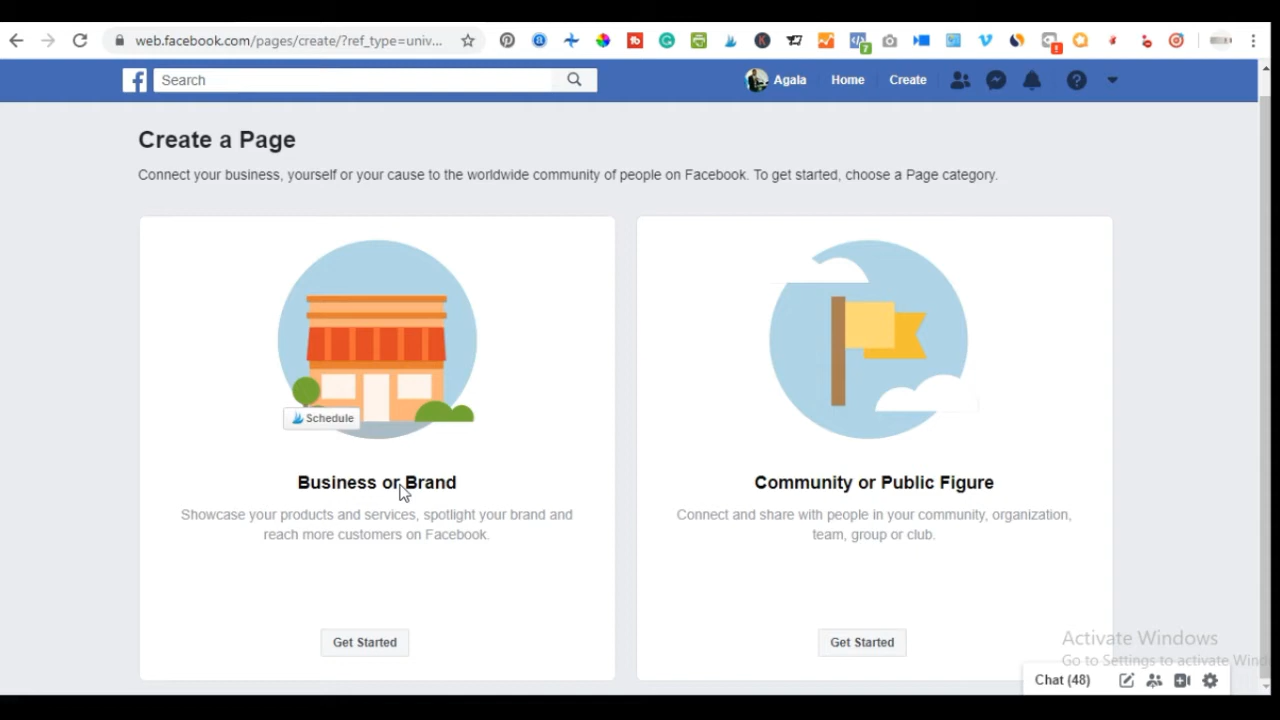 web.facebook.com/pages/create/?ref_type=univ...
7
Search
Agala Home Create
Create a Page
Connect your business, yourself or your cause to the worldwide community of people on Facebook. To get started, choose a Page category.
Schedule
Business or Brand
Showcase your products and services, spotlight your brand and
reach more customers on Facebook.
Get Started
Community or Public Figure
Connect and share with people in your community, organization,
team, group or club.
Get Started
Activate Windows
Go to Settings to activate Wind
Chat (48)